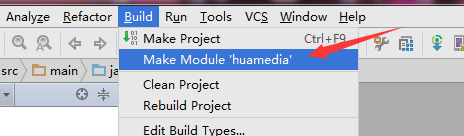 Analyze Refactor Build Run Tools VCS Window Help
Make Project Ctrl+F9
Make Module 'huamedia'
src main ja
Clean Project
Rebuild Project
Edit Build Types...